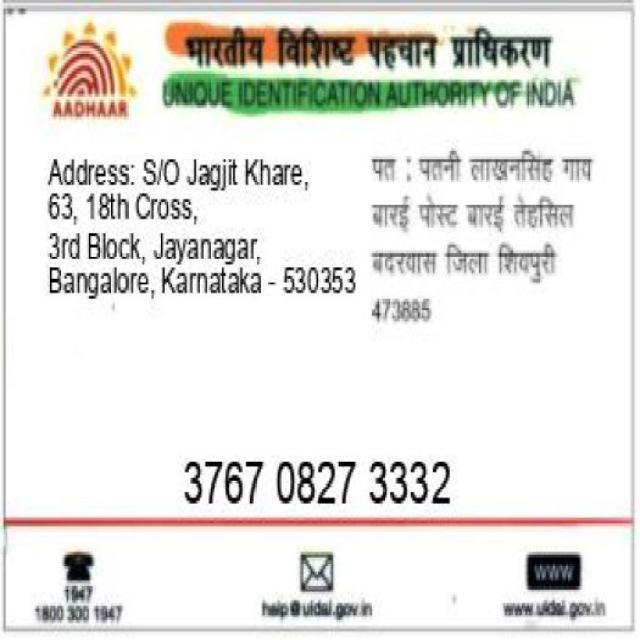 भारतीय विशिष्ट पहचान प्राधिकरण
AADHAAR
UNIQUE IDENTIFICATION AUTHORITY OF INDIA
Address: S/O Jagjit Khare,
63, 18th Cross,
3rd Block, Jayanagar,
Bangalore, Karnataka - 530353
पत : पतनी लाखनसिंह गाव
बारई पोस्ट बारई तेहसिल
बदरवास जिला शिवपुरी
473885
3767 0827 3332
1947
1800 300 1947
help@uidai.gov.in
WWW
www.uidai.gov.in